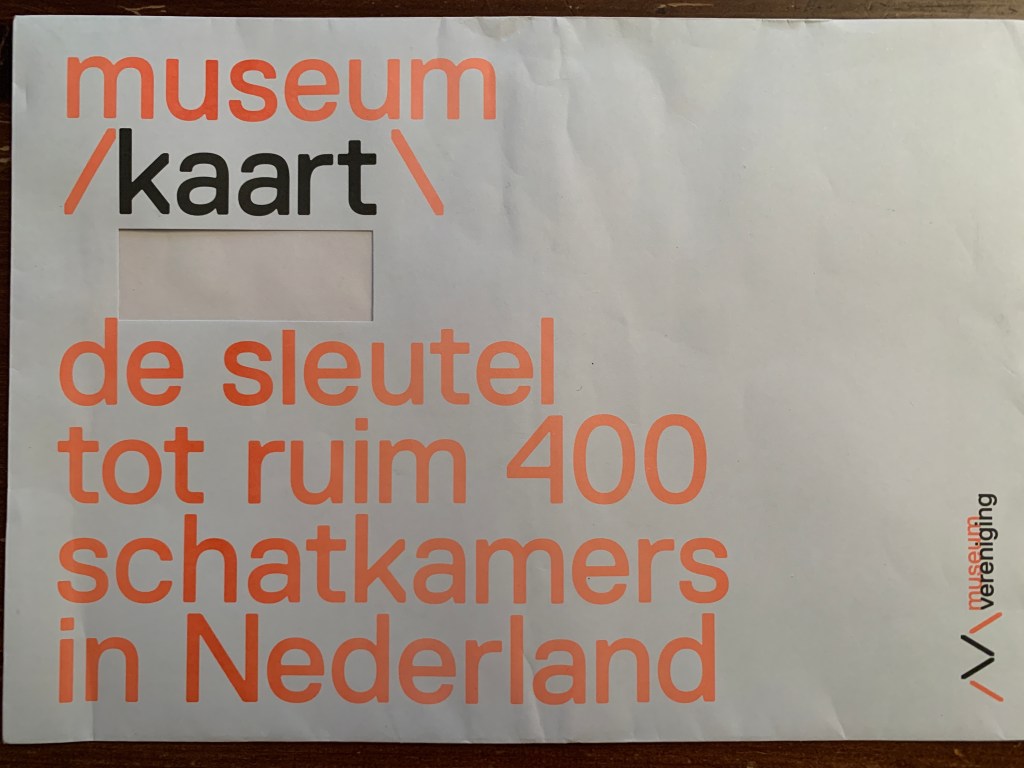 museum
/kaart\
de sleutel
tot ruim 400
schatkamers
in Nederland
museum
vereniging